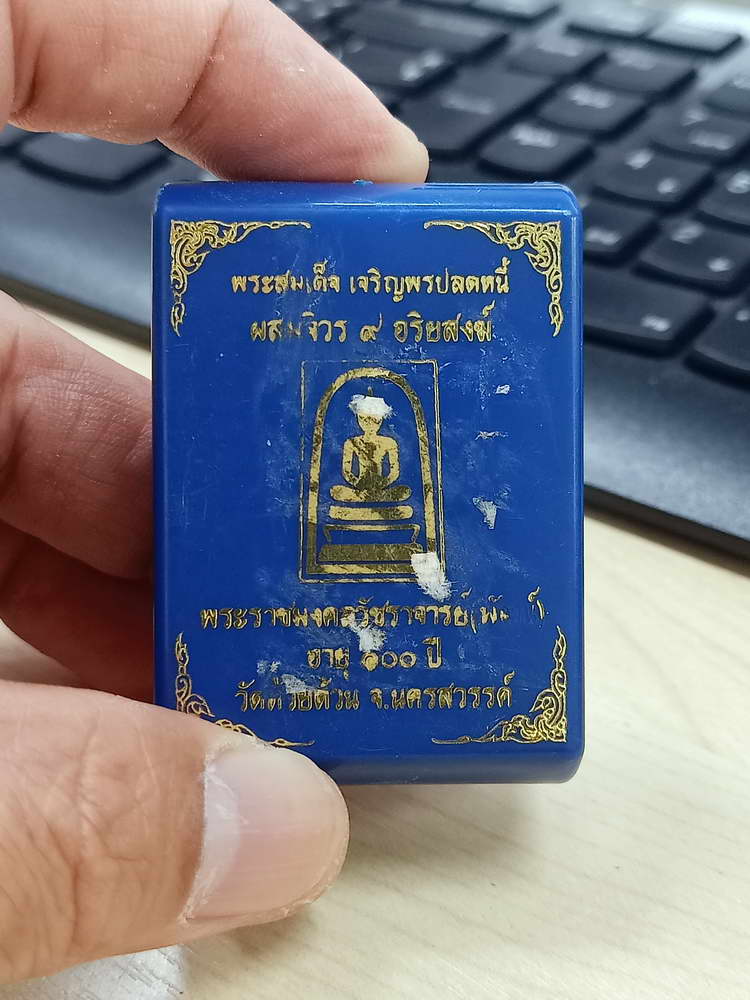 พระสมเด็จ เจริญพรปลดหนี้
ผสมจิวร ๙ อริยสงฆ์
พระราชมงคลวัชราจารย์
อายุ ๑๐๐ ปี
วัดห้วยด้วน จ.นครสวรรค์